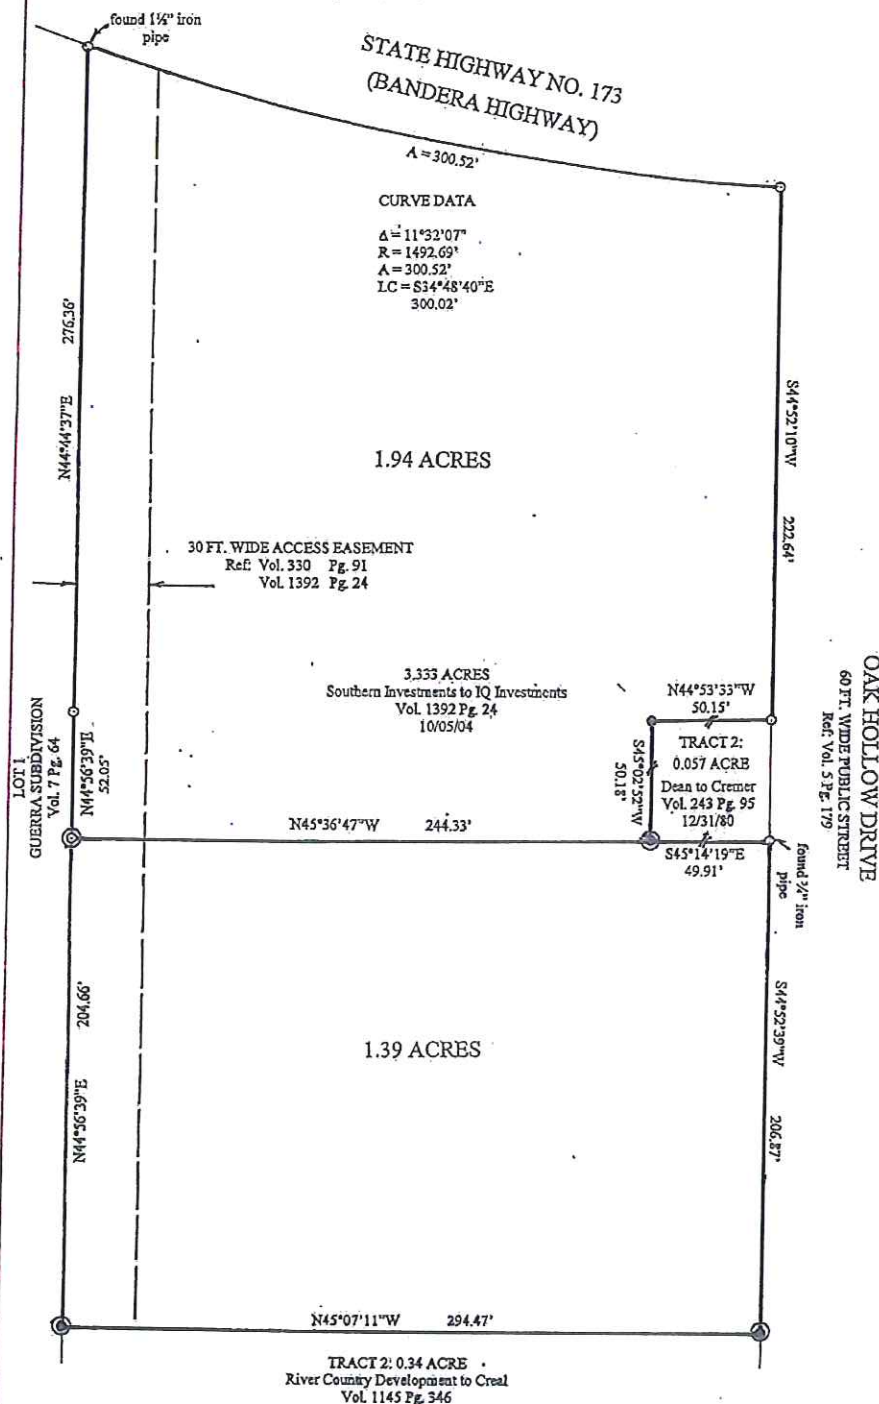 found 1½" iron
pipe
STATE HIGHWAY NO. 173
(BANDERA HIGHWAY)
A = 300.52'
CURVE DATA
Δ = 11°32'07"
R = 1492.69'
A = 300.52'
LC = S34°48'40"E
300.02'
N44°44'37"E 276.36'
S44°52'10"W 222.64'
1.94 ACRES
30 FT. WIDE ACCESS EASEMENT
Ref: Vol. 330 Pg. 91
Vol. 1392 Pg. 24
3.333 ACRES
Southern Investments to IQ Investments
Vol. 1392 Pg. 24
10/05/04
N44°53'33"W
50.15'
TRACT 2:
0.057 ACRE
Dean to Cremer
Vol. 243 Pg. 95
12/31/80
S45°02'52"W
50.18'
S45°14'19"E
49.91'
OAK HOLLOW DRIVE
60 FT. WIDE PUBLIC STREET
Ref: Vol. 5 Pg. 179
LOT 1
GUERRA SUBDIVISION
Vol. 7 Pg. 64
N44°56'39"E
52.05'
N45°36'47"W 244.33'
found ¾" iron
pipe
N44°56'39"E 204.66'
S44°52'39"W 206.87'
1.39 ACRES
N45°07'11"W 294.47'
TRACT 2: 0.34 ACRE
River Country Development to Creal
Vol. 1145 Pg. 346